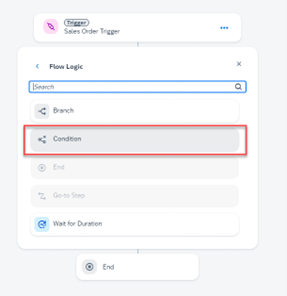 Trigger
Sales Order Trigger
Flow Logic
Search
Branch
Condition
End
Go-to Step
Wait for Duration
End